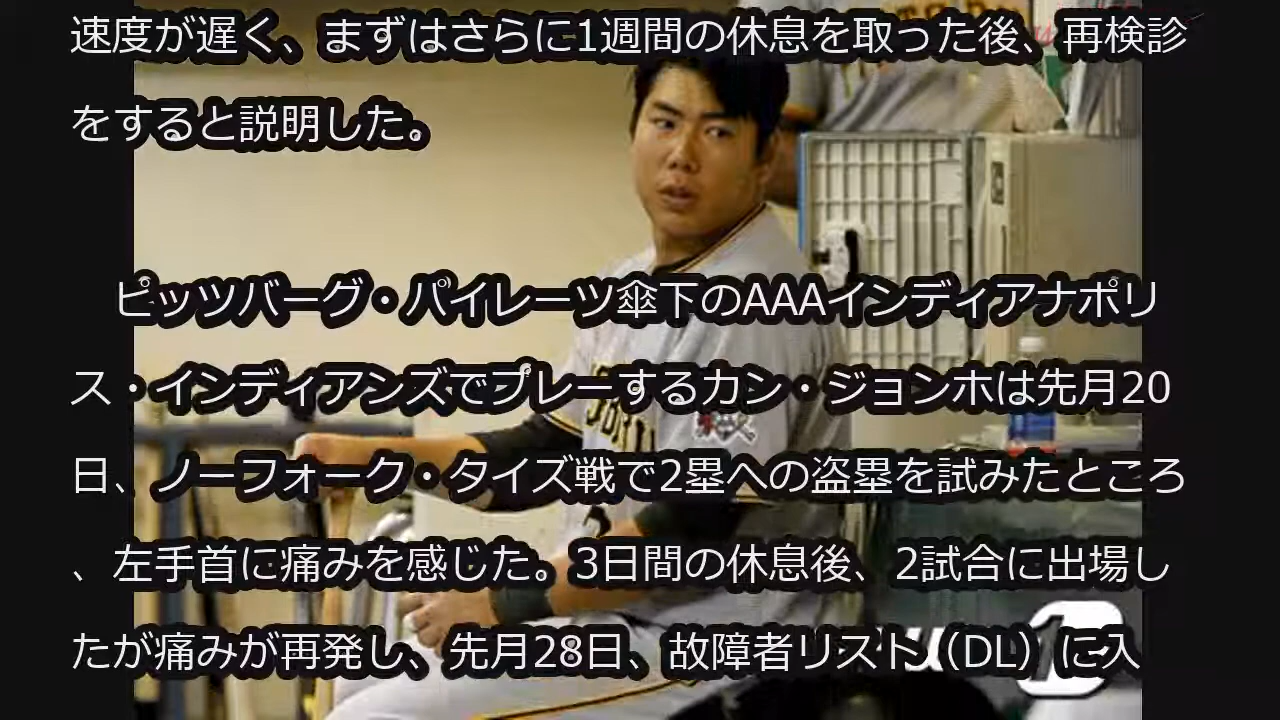 速度が遅く、まずはさらに1週間の休息を取った後、再検診
をすると説明した。
ピッツバーグ・パイレーツ傘下のAAAインディアナポリ
ス・インディアンズでプレーするカン・ジョンホは先月20
日、ノーフォーク・タイズ戦で2塁への盗塁を試みたところ
、左手首に痛みを感じた。3日間の休息後、2試合に出場し
たが痛みが再発し、先月28日、故障者リスト（DL）に入